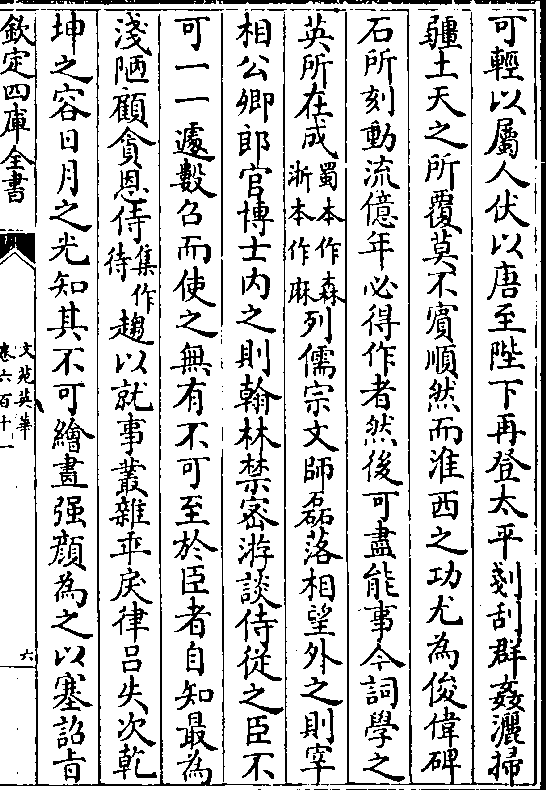 可輕以屬人伏以唐至陛下再登太平剗刮群姦灑掃
疆土天之所覆莫不賓順然而淮西之功尤為俊偉碑
石所刻動流億年必得作者然後可盡能事今詞學之
英所在成蜀本作森浙本作麻列儒宗文師磊落相望外之則宰
相公卿郎官博士内之則翰林禁密游談侍從之臣不
可一一遽數召而使之無有不可至於臣者自知最為
淺陋顧貪恩侍集作待趨以就事叢雜乖戾律吕失次乾
坤之容日月之光知其不可繪畫强顔為之以塞詔旨
欽定四庫全書
文苑英華
卷六百十一
六